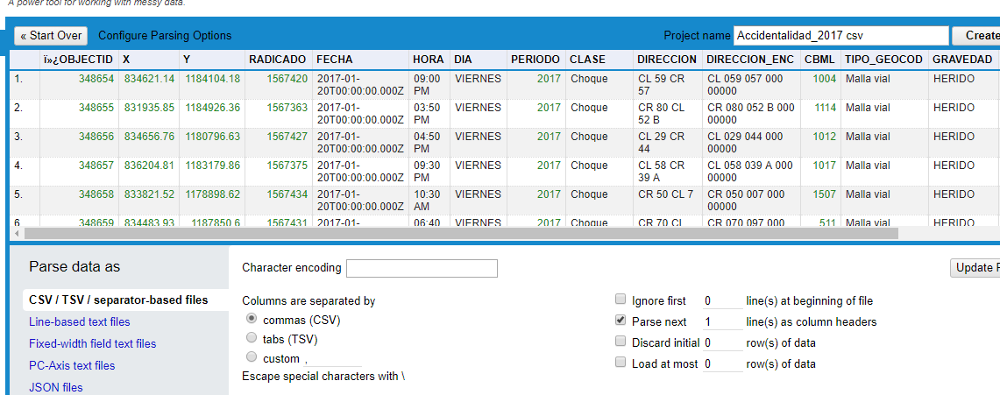 A power tool for working with messy data.
« Start Over Configure Parsing Options Project name Accidentalidad_2017 csv Create
ï»¿OBJECTID X Y RADICADO FECHA HORA DIA PERIODO CLASE DIRECCION DIRECCION_ENC CBML TIPO_GEOCOD GRAVEDAD
1. 348654 834621.14 1184104.18 1567420 2017-01- 09:00 VIERNES 2017 Choque CL 59 CR CL 059 057 000 1004 Malla vial HERIDO
20T00:00:00.000Z PM 57 00000
2. 348655 831935.85 1184926.36 1567363 2017-01- 03:50 VIERNES 2017 Choque CR 80 CL CR 080 052 B 000 1114 Malla vial HERIDO
20T00:00:00.000Z PM 52 B 00000
3. 348656 834656.76 1180796.63 1567427 2017-01- 04:50 VIERNES 2017 Choque CL 29 CR CL 029 044 000 1012 Malla vial HERIDO
20T00:00:00.000Z PM 44 00000
4. 348657 836204.81 1183179.86 1567375 2017-01- 09:30 VIERNES 2017 Choque CL 58 CR CL 058 039 A 000 1017 Malla vial HERIDO
20T00:00:00.000Z PM 39 A 00000
5. 348658 833821.52 1178898.62 1567434 2017-01- 10:30 VIERNES 2017 Choque CR 50 CL 7 CR 050 007 000 1507 Malla vial HERIDO
20T00:00:00.000Z AM 00000
6. 348659 834483.93 1187850.6 1567431 2017-01- 06:40 VIERNES 2017 Choque CR 70 CL CR 070 097 000 511 Malla vial HERIDO
Parse data as
CSV / TSV / separator-based files
Line-based text files
Fixed-width field text files
PC-Axis text files
JSON files
Character encoding
Update P
Columns are separated by
commas (CSV)
tabs (TSV)
custom ,
Escape special characters with \
Ignore first 0 line(s) at beginning of file
Parse next 1 line(s) as column headers
Discard initial 0 row(s) of data
Load at most 0 row(s) of data